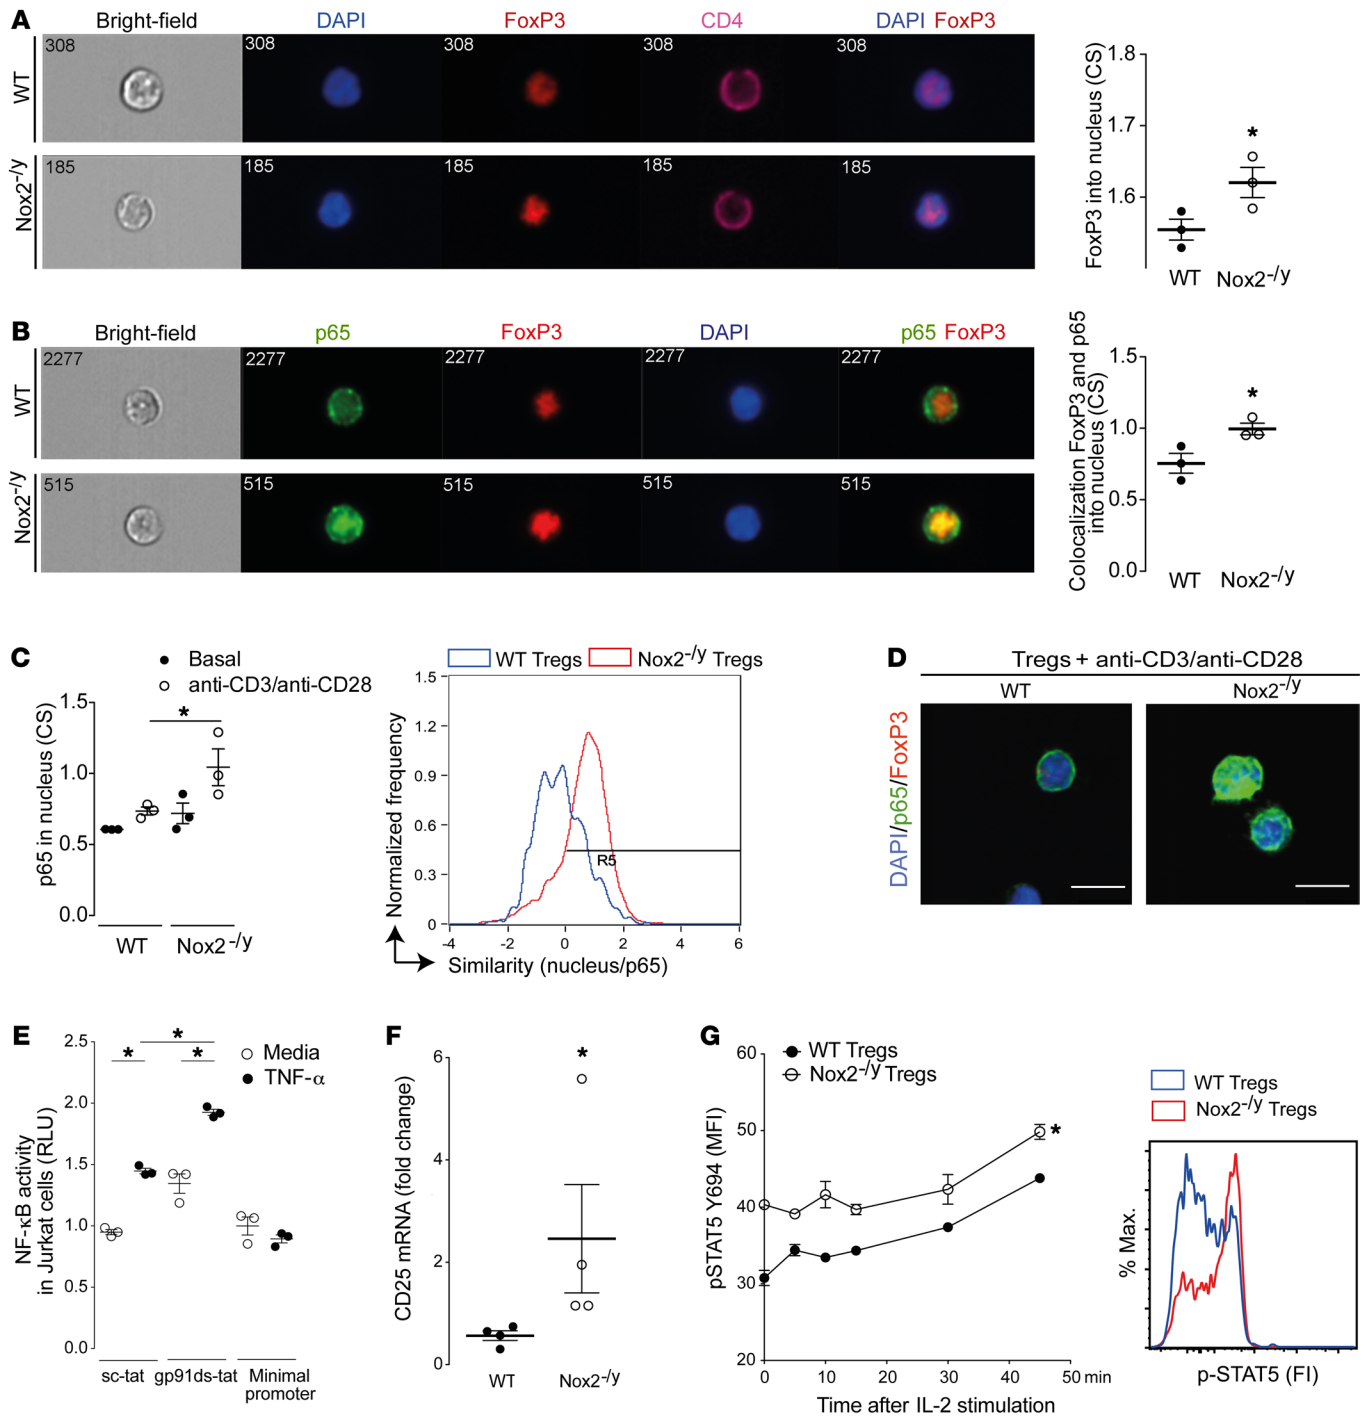 A
Bright-field DAPI FoxP3 CD4 DAPI FoxP3
WT
308 308 308 308 308
Nox2-/y
185 185 185 185 185
FoxP3 into nucleus (CS)
1.8
1.7
1.6
*
WT Nox2-/y
B
Bright-field p65 FoxP3 DAPI p65 FoxP3
WT
2277 2277 2277 2277 2277
Nox2-/y
515 515 515 515 515
Colocalization FoxP3 and p65
into nucleus (CS)
1.5
1.0
0.5
0.0
*
WT Nox2-/y
C
Basal
anti-CD3/anti-CD28
p65 in nucleus (CS)
1.5
1.0
0.5
0.0
*
WT Nox2-/y
WT Tregs Nox2-/y Tregs
Normalized frequency
1.5
1.2
0.9
0.6
0.3
0
R5
-4 -2 0 2 4 6
Similarity (nucleus/p65)
D
Tregs + anti-CD3/anti-CD28
WT Nox2-/y
DAPI/p65/FoxP3
E
NF-κB activity
in Jurkat cells (RLU)
2.5
2.0
1.5
1.0
0.5
0.0
* * *
Media
TNF-α
sc-tat gp91ds-tat Minimal
promoter
F
CD25 mRNA (fold change)
6
4
2
0
*
WT Nox2-/y
G
WT Tregs
Nox2-/y Tregs
pSTAT5 Y694 (MFI)
60
50
40
30
20
*
0 10 20 30 40 50 min
Time after IL-2 stimulation
WT Tregs
Nox2-/y Tregs
% Max.
p-STAT5 (FI)